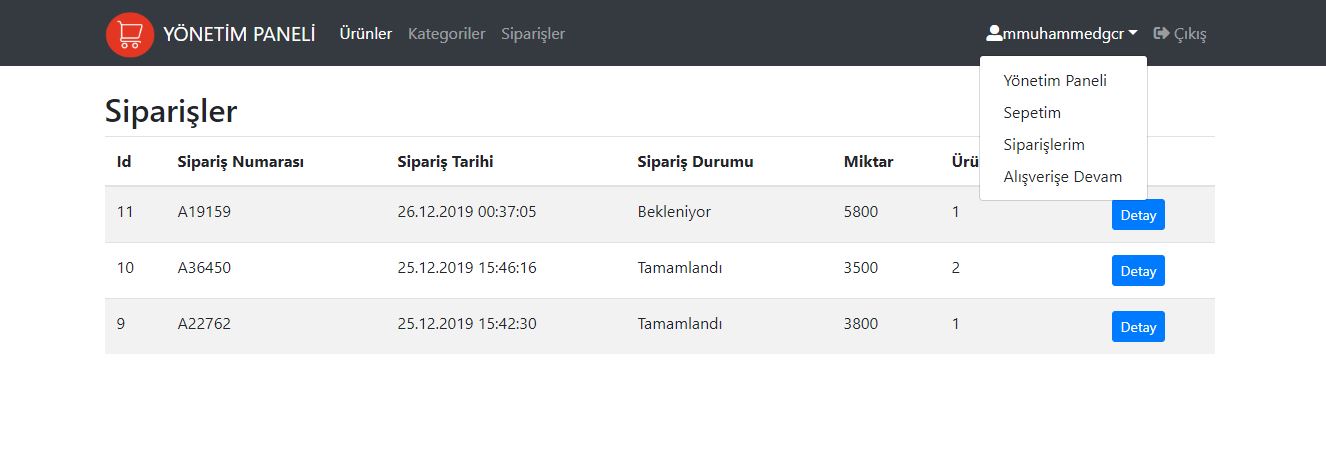 YÖNETİM PANELİ Ürünler Kategoriler Siparişler mmuhammedgcr Çıkış
Yönetim Paneli
Sepetim
Siparişlerim
Alışverişe Devam
Siparişler
Id Sipariş Numarası Sipariş Tarihi Sipariş Durumu Miktar
11 A19159 26.12.2019 00:37:05 Bekleniyor 5800 1 Detay
10 A36450 25.12.2019 15:46:16 Tamamlandı 3500 2 Detay
9 A22762 25.12.2019 15:42:30 Tamamlandı 3800 1 Detay